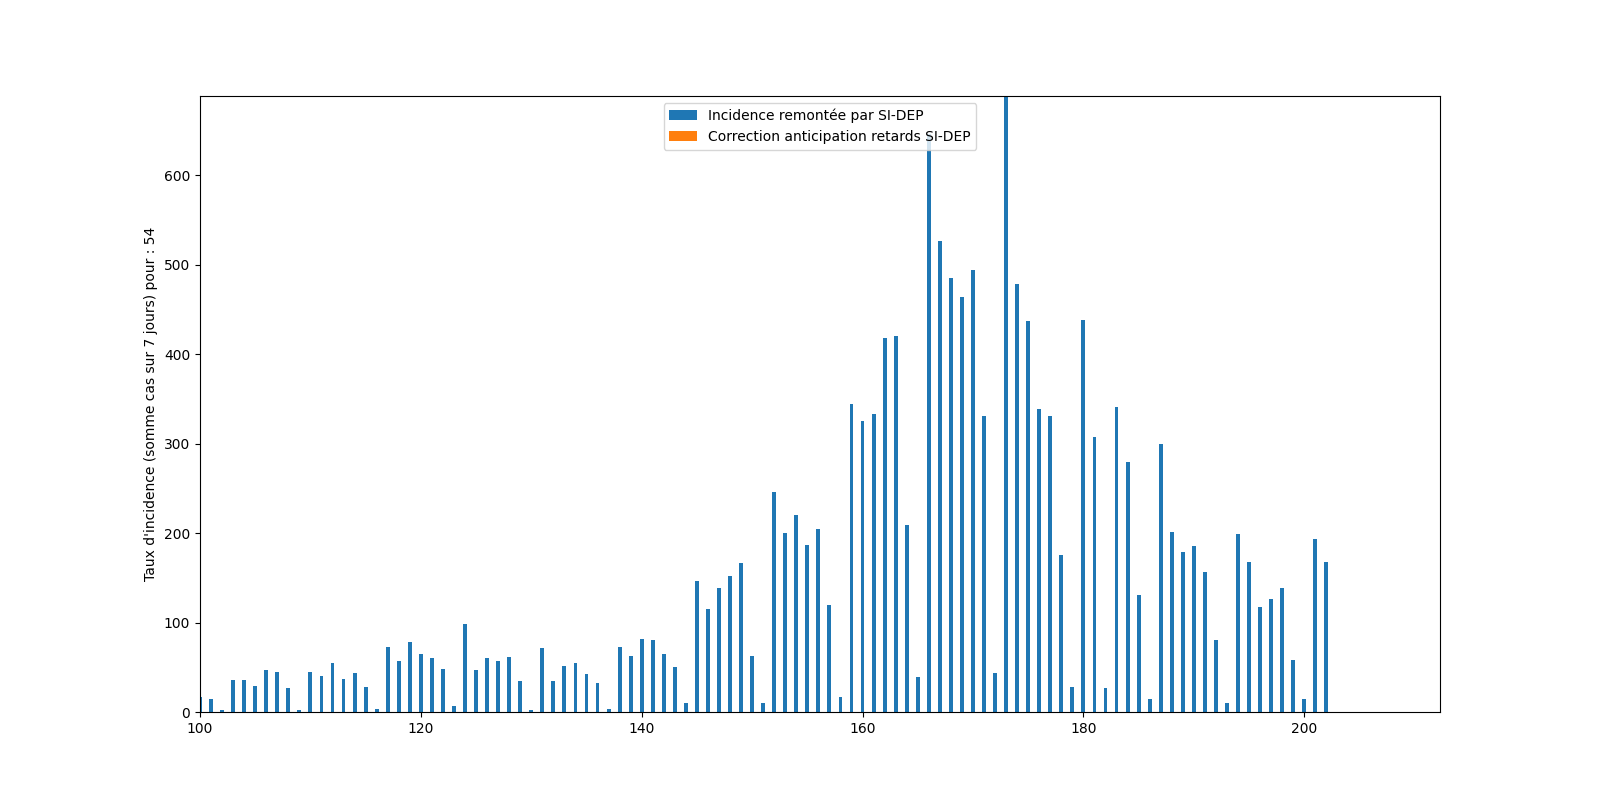 Incidence remontée par SI-DEP
Correction anticipation retards SI-DEP
Taux d'incidence (somme cas sur 7 jours) pour : 54
600
500
400
300
200
100
0
100 120 140 160 180 200